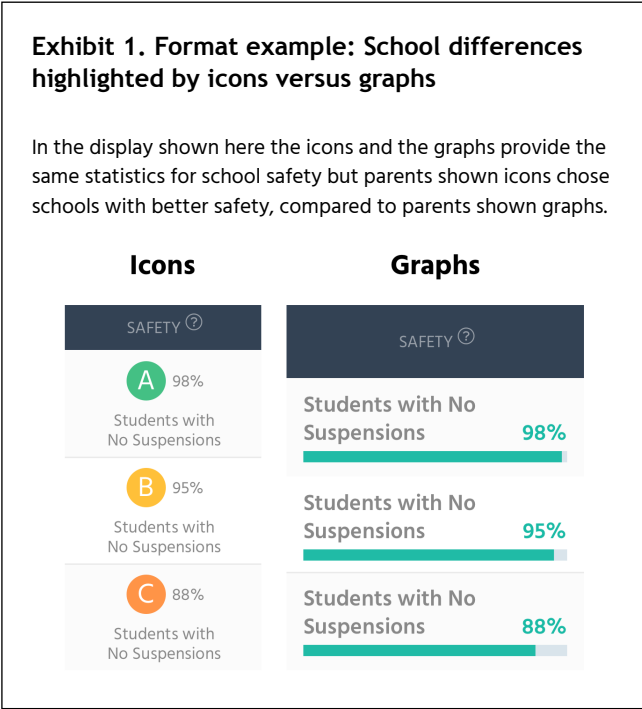 Exhibit 1. Format example: School differences
highlighted by icons versus graphs
In the display shown here the icons and the graphs provide the
same statistics for school safety but parents shown icons chose
schools with better safety, compared to parents shown graphs.
Icons
SAFETY ?
A 98%
Students with
No Suspensions
B 95%
Students with
No Suspensions
C 88%
Students with
No Suspensions
Graphs
SAFETY ?
Students with No
Suspensions 98%
Students with No
Suspensions 95%
Students with No
Suspensions 88%